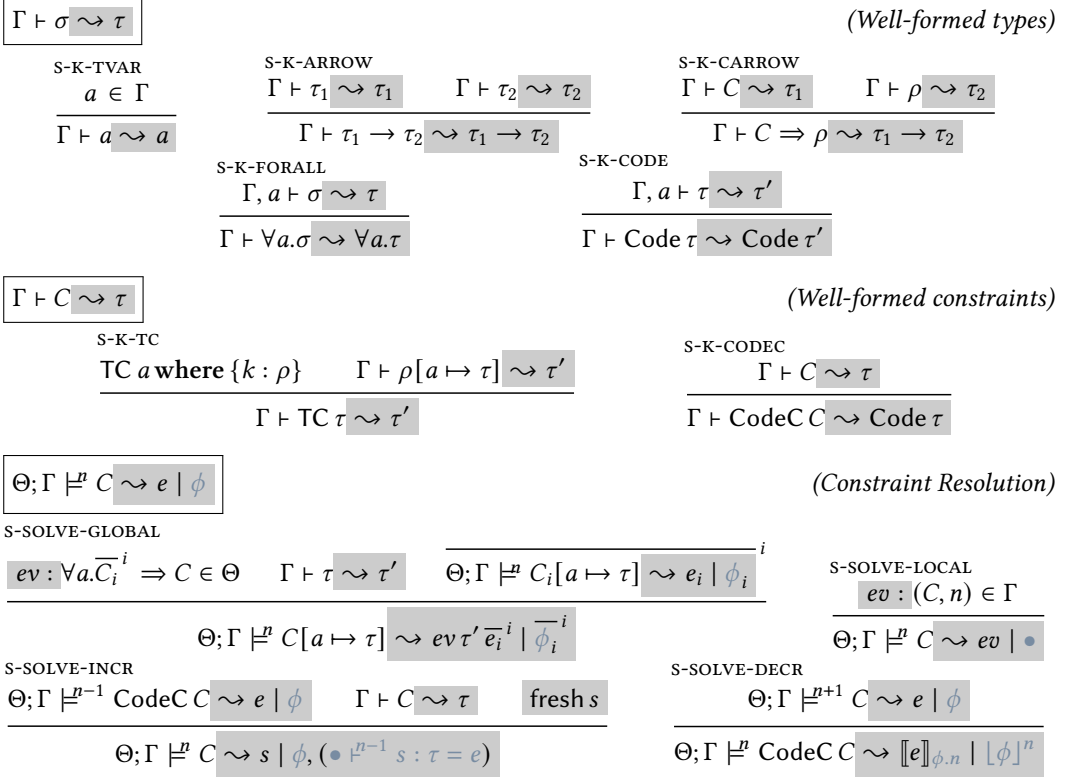 Γ ⊢ σ ⇝ τ (Well-formed types)
S-K-TVAR
a ∈ Γ
Γ ⊢ a ⇝ a
S-K-ARROW
Γ ⊢ τ₁ ⇝ τ₁ Γ ⊢ τ₂ ⇝ τ₂
Γ ⊢ τ₁ → τ₂ ⇝ τ₁ → τ₂
S-K-CARROW
Γ ⊢ C ⇝ τ₁ Γ ⊢ ρ ⇝ τ₂
Γ ⊢ C ⇒ ρ ⇝ τ₁ → τ₂
S-K-FORALL
Γ, a ⊢ σ ⇝ τ
Γ ⊢ ∀a.σ ⇝ ∀a.τ
S-K-CODE
Γ, a ⊢ τ ⇝ τ′
Γ ⊢ Code τ ⇝ Code τ′
Γ ⊢ C ⇝ τ (Well-formed constraints)
S-K-TC
TC a where {k : ρ} Γ ⊢ ρ[a ↦ τ] ⇝ τ′
Γ ⊢ TC τ ⇝ τ′
S-K-CODEC
Γ ⊢ C ⇝ τ
Γ ⊢ CodeC C ⇝ Code τ
Θ; Γ ⊨ⁿ C ⇝ e | ϕ (Constraint Resolution)
S-SOLVE-GLOBAL
ev : ∀a.C̅ᵢ̅ ⁱ ⇒ C ∈ Θ Γ ⊢ τ ⇝ τ′ Θ; Γ ⊨ⁿ Cᵢ[a ↦ τ] ⇝ eᵢ | ϕᵢ ⁱ
Θ; Γ ⊨ⁿ C[a ↦ τ] ⇝ ev τ′ e̅ᵢ̅ ⁱ | ϕ̅ᵢ̅ ⁱ
S-SOLVE-LOCAL
ev : (C, n) ∈ Γ
Θ; Γ ⊨ⁿ C ⇝ ev | •
S-SOLVE-INCR
Θ; Γ ⊨ⁿ⁻¹ CodeC C ⇝ e | ϕ Γ ⊢ C ⇝ τ fresh s
Θ; Γ ⊨ⁿ C ⇝ s | ϕ, (• ⊢ⁿ⁻¹ s : τ = e)
S-SOLVE-DECR
Θ; Γ ⊨ⁿ⁺¹ C ⇝ e | ϕ
Θ; Γ ⊨ⁿ CodeC C ⇝ ⟦e⟧_{ϕ.n} | ⌊ϕ⌋ⁿ